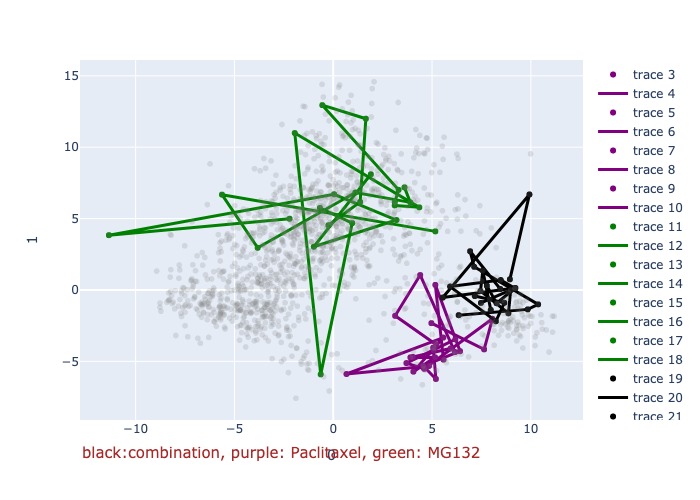 15
10
5
0
−5
−10
−5
0
5
10
1
0
black:combination, purple: Paclitaxel, green: MG132
trace 3
trace 4
trace 5
trace 6
trace 7
trace 8
trace 9
trace 10
trace 11
trace 12
trace 13
trace 14
trace 15
trace 16
trace 17
trace 18
trace 19
trace 20
trace 21